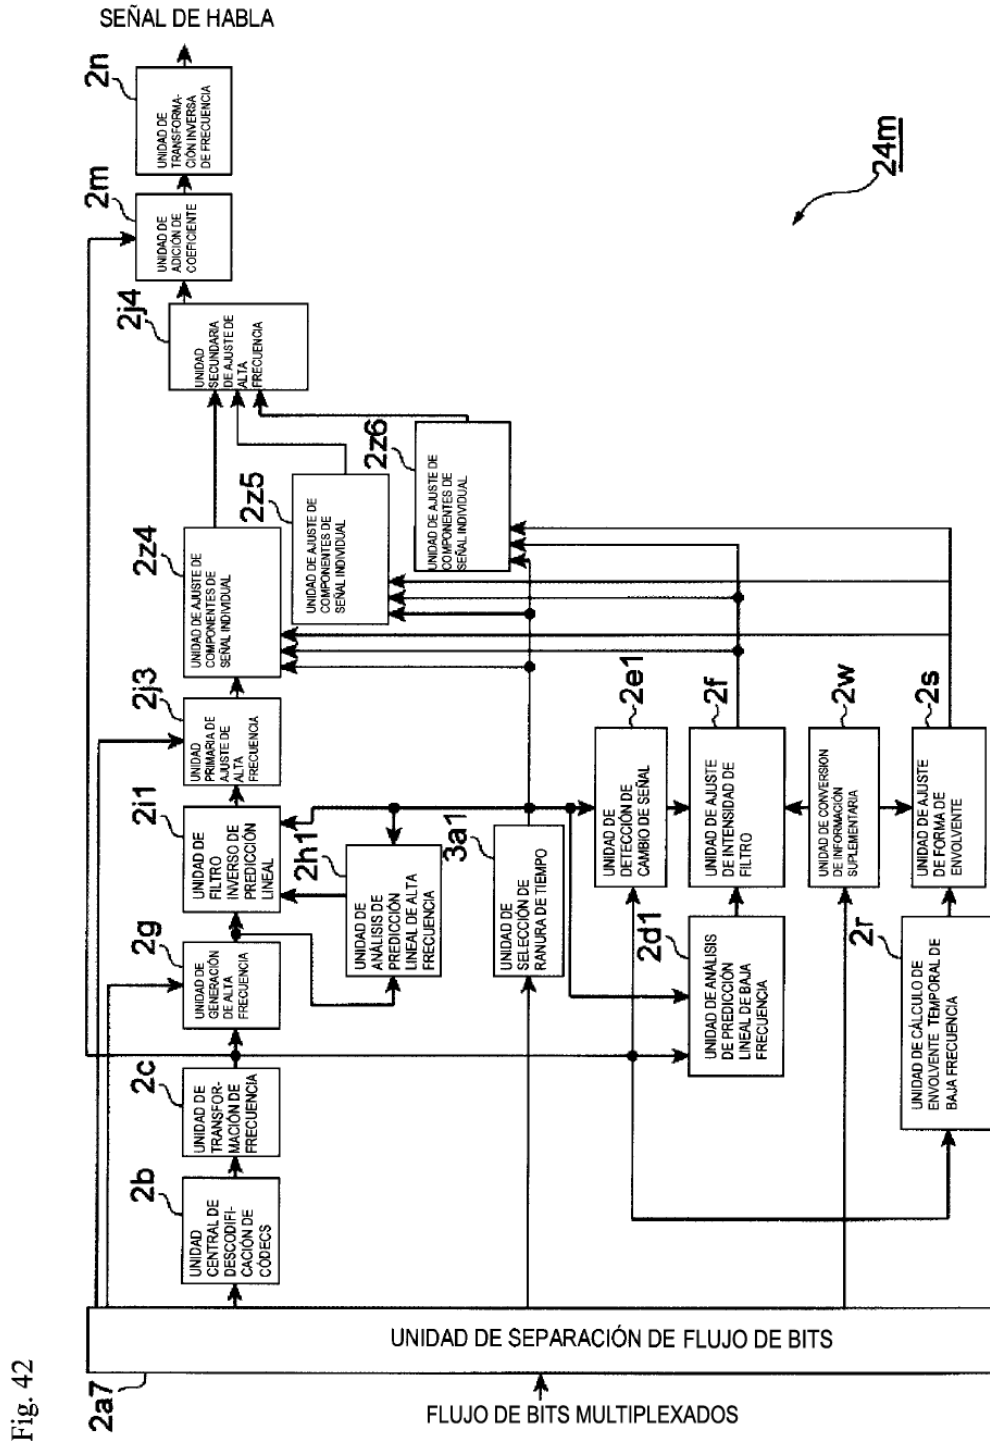 SEÑAL DE HABLA
2n
UNIDAD DE
TRANSFORMA-
CIÓN INVERSA
DE FRECUENCIA
2m
UNIDAD DE
ADICIÓN DE
COEFICIENTE
24m
2j4
UNIDAD
SECUNDARIA
DE AJUSTE DE
ALTA
FRECUENCIA
2z6
UNIDAD DE AJUSTE DE
COMPONENTES DE
SEÑAL INDIVIDUAL
2z5
UNIDAD DE AJUSTE DE
COMPONENTES DE
SEÑAL INDIVIDUAL
2z4
UNIDAD DE AJUSTE DE
COMPONENTES DE
SEÑAL INDIVIDUAL
2j3
UNIDAD
PRIMARIA DE
AJUSTE DE
ALTA
FRECUENCIA
2e1
UNIDAD DE
DETECCIÓN DE
CAMBIO DE SEÑAL
2f
UNIDAD DE AJUSTE
DE INTENSIDAD DE
FILTRO
2w
UNIDAD DE CONVERSION
DE INFORMACIÓN
SUPLEMENTARIA
2s
UNIDAD DE AJUSTE
DE FORMA DE
ENVOLVENTE
2i1
UNIDAD DE
FILTRO
INVERSO DE
PREDICCIÓN
LINEAL
2h1
UNIDAD DE
ANÁLISIS DE
PREDICCIÓN
LINEAL DE ALTA
FRECUENCIA
3a1
UNIDAD DE
SELECCIÓN DE
RANURA DE TIEMPO
2g
UNIDAD DE
GENERACIÓN
DE ALTA
FRECUENCIA
2d1
UNIDAD DE ANÁLISIS
DE PREDICCIÓN
LINEAL DE BAJA
FRECUENCIA
2r
UNIDAD DE CÁLCULO DE
ENVOLVENTE TEMPORAL DE
BAJA FRECUENCIA
2c
UNIDAD DE
TRANSFOR-
MACIÓN DE
FRECUENCIA
2b
UNIDAD
CENTRAL DE
DESCODIFI-
CACIÓN DE
CÓDECS
UNIDAD DE SEPARACIÓN DE FLUJO DE BITS
2a7
FLUJO DE BITS MULTIPLEXADOS
Fig. 42